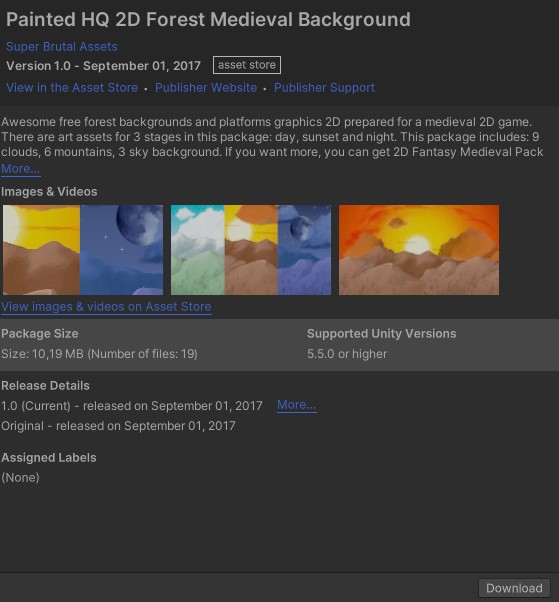 Painted HQ 2D Forest Medieval Background
Super Brutal Assets
Version 1.0 - September 01, 2017 asset store
View in the Asset Store • Publisher Website • Publisher Support
Awesome free forest backgrounds and platforms graphics 2D prepared for a medieval 2D game.
There are art assets for 3 stages in this package: day, sunset and night. This package includes: 9
clouds, 6 mountains, 3 sky background. If you want more, you can get 2D Fantasy Medieval Pack
More...
Images & Videos
View images & videos on Asset Store
Package Size Supported Unity Versions
Size: 10,19 MB (Number of files: 19) 5.5.0 or higher
Release Details
1.0 (Current) - released on September 01, 2017 More...
Original - released on September 01, 2017
Assigned Labels
(None)
Download